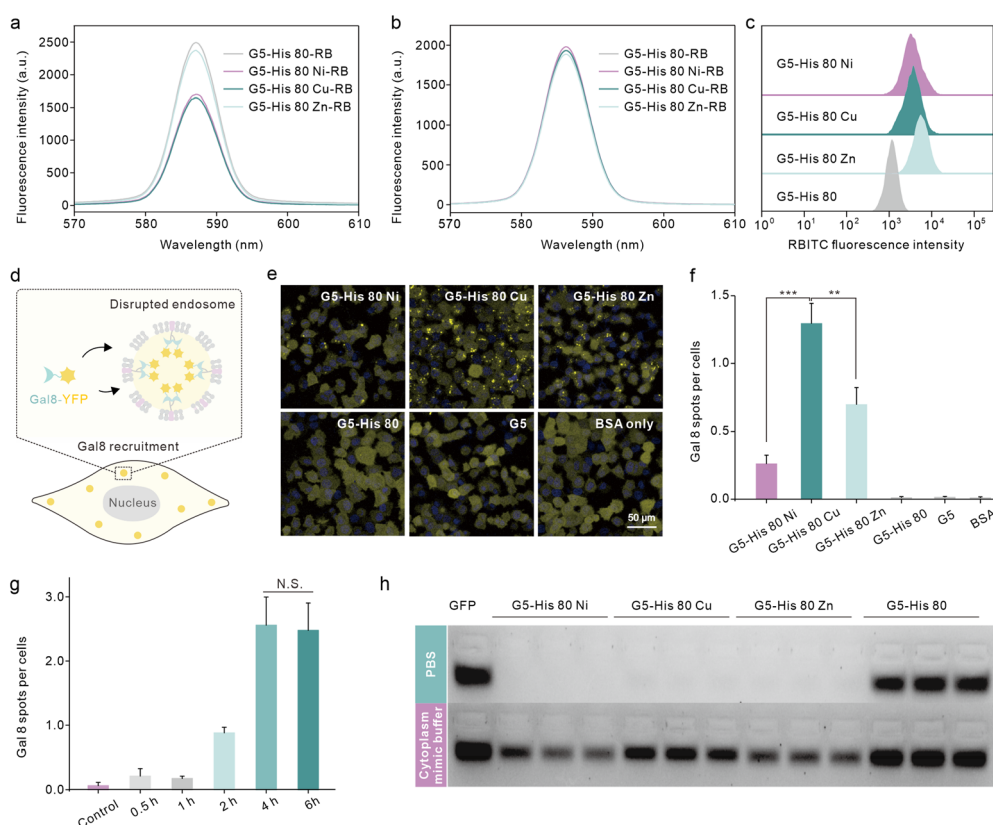 a
Fluorescence intensity (a.u.)
2500
2000
1500
1000
500
0
570
580
590
600
610
Wavelength (nm)
G5-His 80-RB
G5-His 80 Ni-RB
G5-His 80 Cu-RB
G5-His 80 Zn-RB
b
Fluorescence intensity (a.u.)
2000
1500
1000
500
0
570
580
590
600
610
Wavelength (nm)
G5-His 80-RB
G5-His 80 Ni-RB
G5-His 80 Cu-RB
G5-His 80 Zn-RB
c
G5-His 80 Ni
G5-His 80 Cu
G5-His 80 Zn
G5-His 80
10^0
10^1
10^2
10^3
10^4
10^5
RBITC fluorescence intensity
d
Disrupted endosome
Gal8-YFP
Gal8 recruitment
Nucleus
e
G5-His 80 Ni
G5-His 80 Cu
G5-His 80 Zn
G5-His 80
G5
BSA only
50 μm
f
Gal 8 spots per cells
1.5
1.0
0.5
0.0
***
**
G5-His 80 Ni
G5-His 80 Cu
G5-His 80 Zn
G5-His 80
G5
BSA
g
Gal 8 spots per cells
3.0
2.0
1.0
0.0
N.S.
Control
0.5 h
1 h
2 h
4 h
6h
h
GFP
G5-His 80 Ni
G5-His 80 Cu
G5-His 80 Zn
G5-His 80
PBS
Cytoplasm
mimic buffer